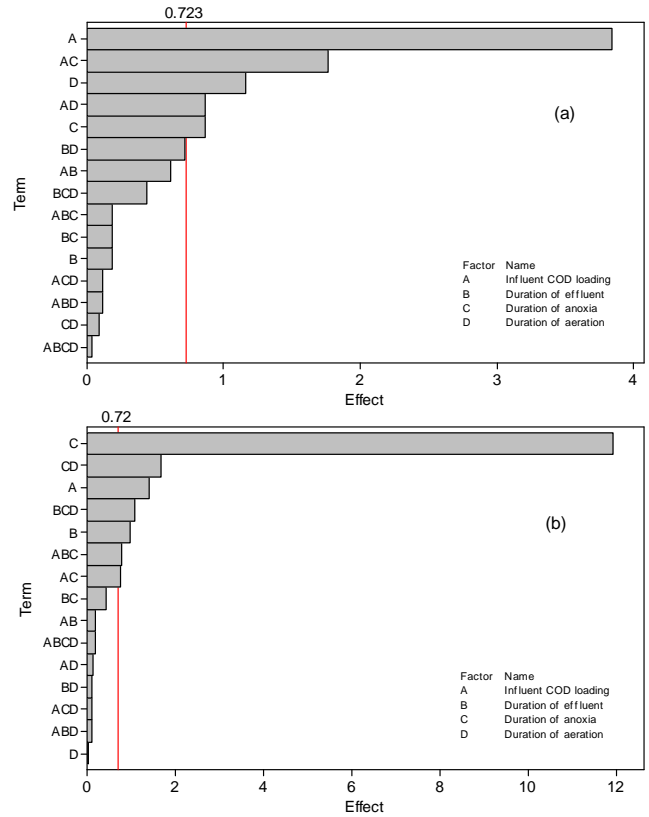 0.723
A
AC
D
AD
C
BD
AB
BCD
ABC
BC
B
ACD
ABD
CD
ABCD
Term
(a)
Factor Name
A Influent COD loading
B Duration of effluent
C Duration of anoxia
D Duration of aeration
0 1 2 3 4
Effect
0.72
C
CD
A
BCD
B
ABC
AC
BC
AB
ABCD
AD
BD
ACD
ABD
D
Term
(b)
Factor Name
A Influent COD loading
B Duration of effluent
C Duration of anoxia
D Duration of aeration
0 2 4 6 8 10 12
Effect